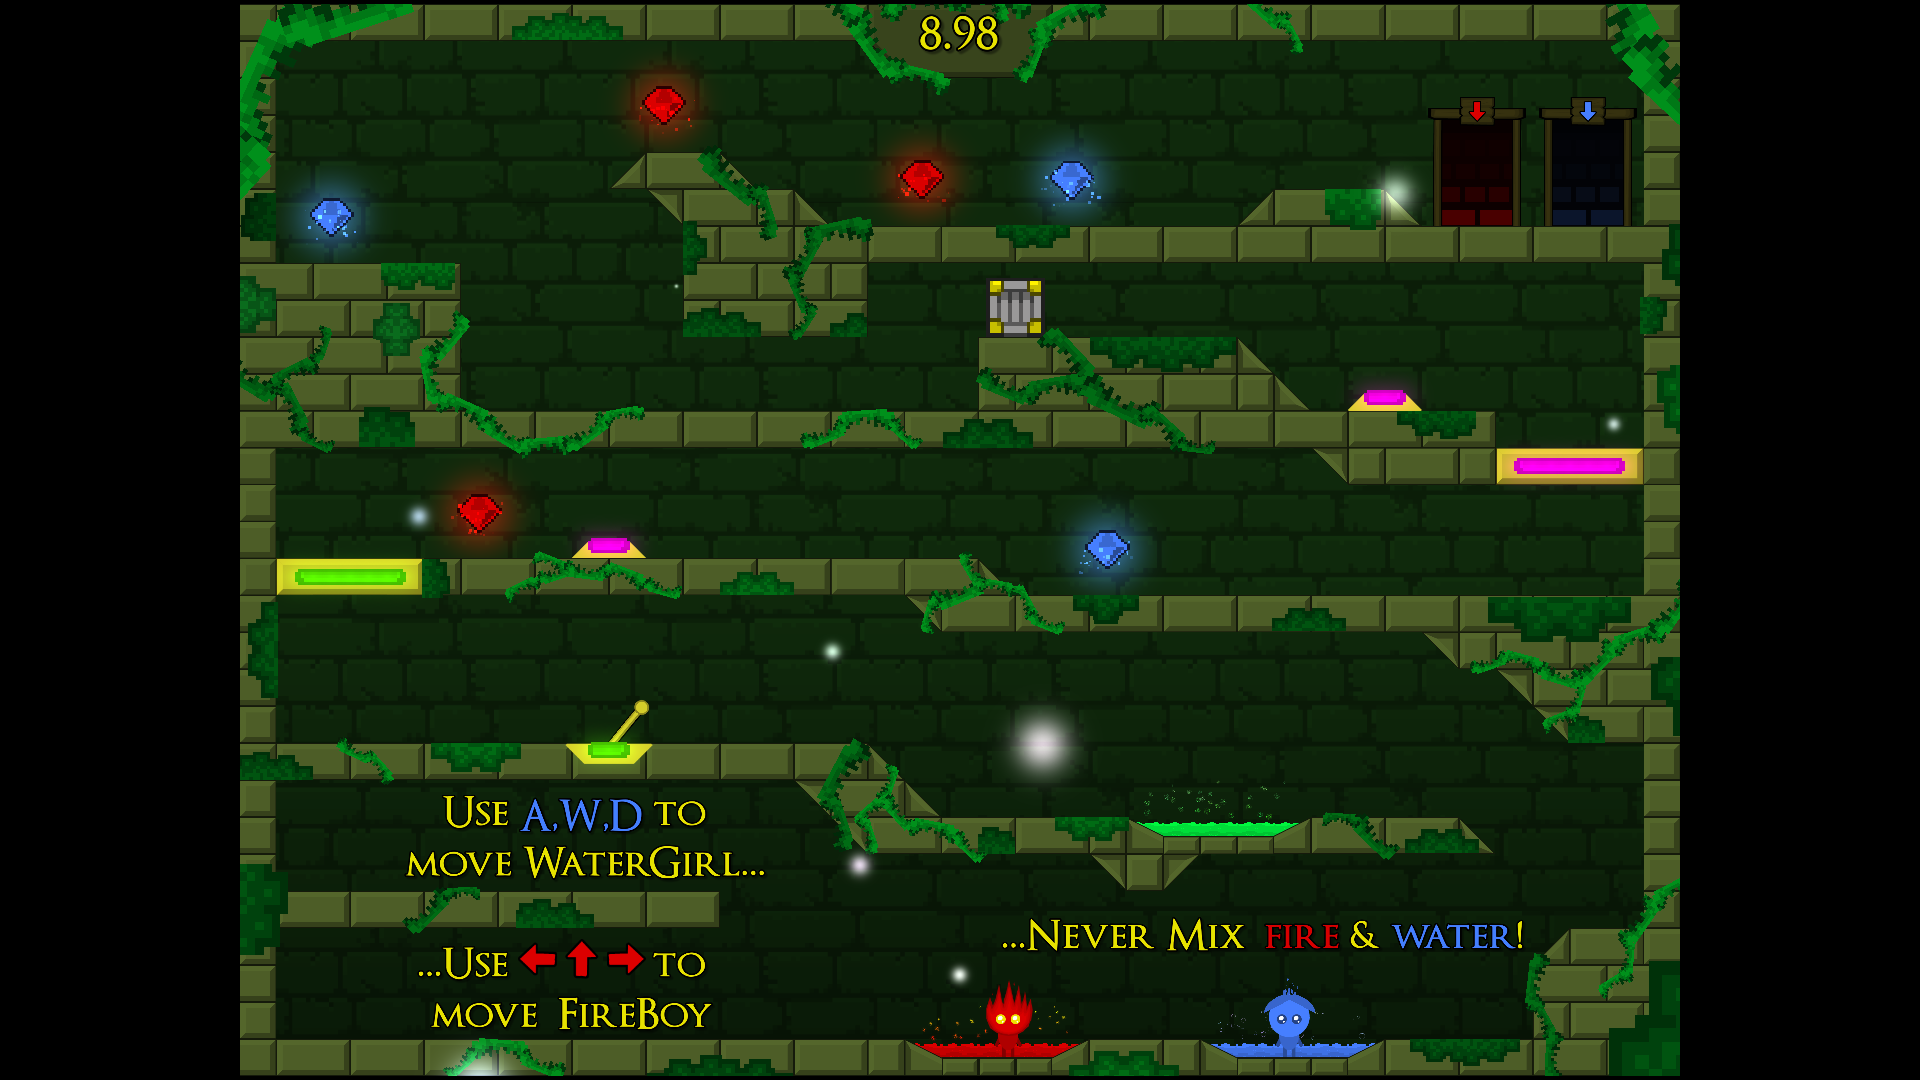 8.98
Use A,W,D to
move WaterGirl...
...Use to
move FireBoy
...Never Mix fire & water!